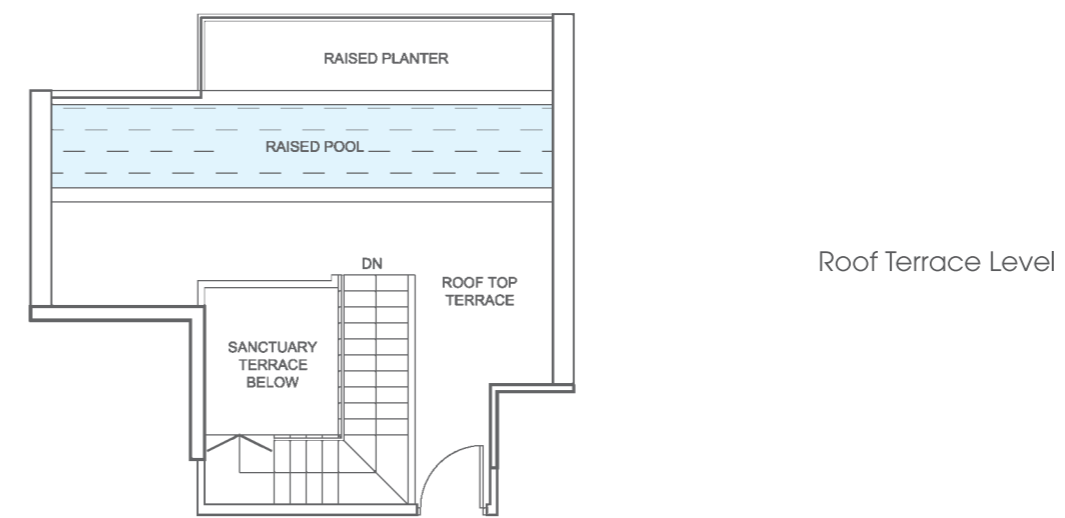 RAISED PLANTER
RAISED POOL
DN
ROOF TOP
TERRACE
SANCTUARY
TERRACE
BELOW
Roof Terrace Level